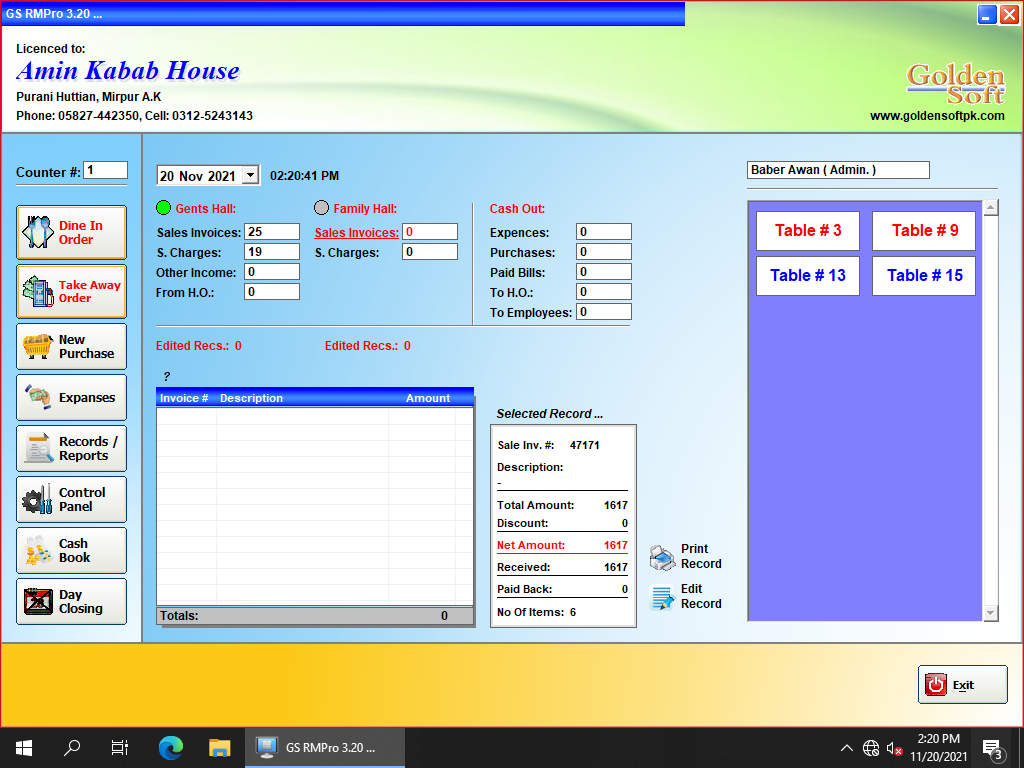 GS RMPro 3.20 ...
Licenced to:
Amin Kabab House
Purani Huttian, Mirpur A.K
Phone: 05827-442350, Cell: 0312-5243143
Golden
Soft
www.goldensoftpk.com
Counter #: 1
Dine In
Order
Take Away
Order
New
Purchase
Expanses
Records /
Reports
Control
Panel
Cash
Book
Day
Closing
20 Nov 2021 02:20:41 PM
Gents Hall:
Sales Invoices: 25
S. Charges: 19
Other Income: 0
From H.O.: 0
Family Hall:
Sales Invoices: 0
S. Charges: 0
Cash Out:
Expences: 0
Purchases: 0
Paid Bills: 0
To H.O.: 0
To Employees: 0
Edited Recs.: 0
Edited Recs.: 0
?
Invoice # Description Amount
Totals: 0
Selected Record ...
Sale Inv. #: 47171
Description:
-
Total Amount: 1617
Discount: 0
Net Amount: 1617
Received: 1617
Paid Back: 0
No Of Items: 6
Print
Record
Edit
Record
Baber Awan ( Admin. )
Table # 3 Table # 9
Table # 13 Table # 15
Exit
GS RMPro 3.20 ...
2:20 PM
11/20/2021
3